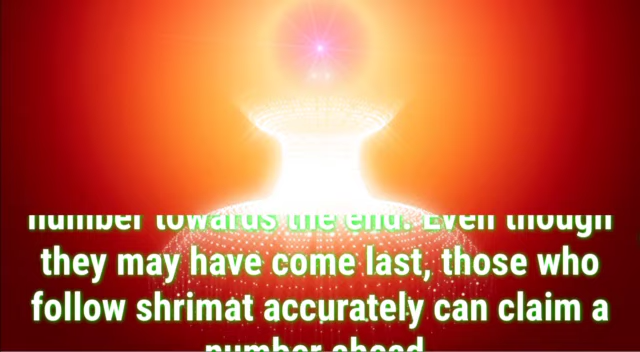 number towards the end. Even though
they may have come last, those who
follow shrimat accurately can claim a
number ahead